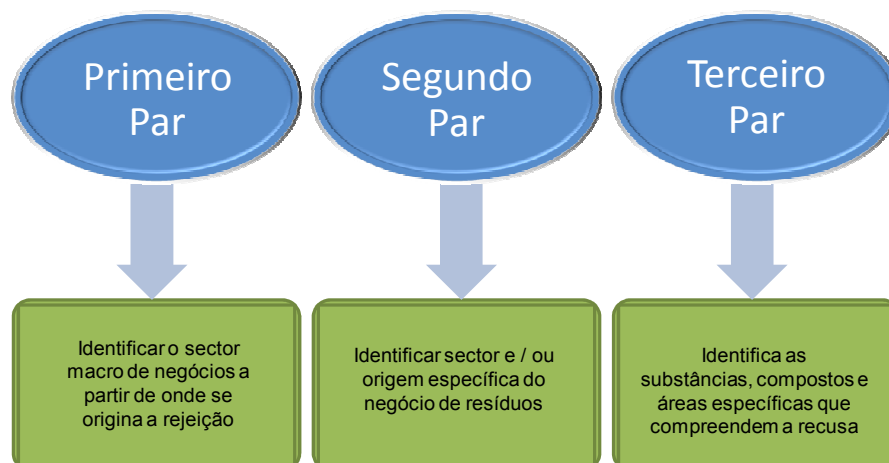 Primeiro
Par
Segundo
Par
Terceiro
Par
Identificar o sector
macro de negócios a
partir de onde se
origina a rejeição
Identificar sector e / ou
origem específica do
negócio de resíduos
Identifica as
substâncias, compostos e
áreas específicas que
compreendem a recusa